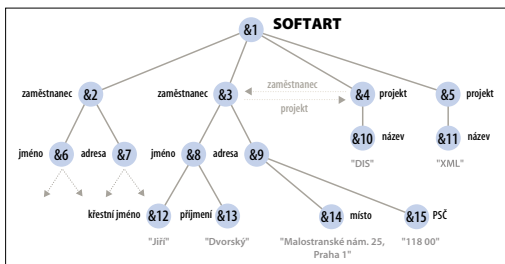 SOFTART
&1
zaměstnanec &2 zaměstnanec &3 zaměstnanec &4 projekt &5 projekt
projekt
&10 název &11 název
jméno &6 adresa &7 jméno &8 adresa &9
"DIS" "XML"
křestní jméno &12 příjmení &13 &14 místo &15 PSČ
"Jiří" "Dvorský" "Malostranské nám. 25, "118 00"
Praha 1"